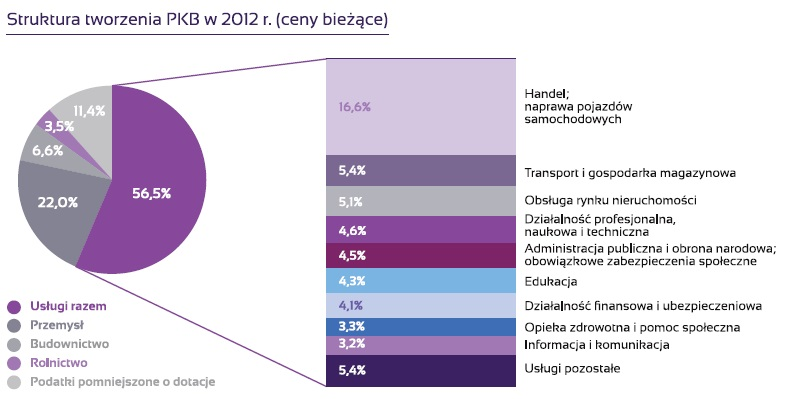 Struktura tworzenia PKB w 2012 r. (ceny bieżące)
11,4%
3,5%
6,6%
22,0%
56,5%
Usługi razem
Przemysł
Budownictwo
Rolnictwo
Podatki pomniejszone o dotacje
16,6%
Handel;
naprawa pojazdów
samochodowych
5,4%
Transport i gospodarka magazynowa
5,1%
Obsługa rynku nieruchomości
4,6%
Działalność profesjonalna,
naukowa i techniczna
4,5%
Administracja publiczna i obrona narodowa;
obowiązkowe zabezpieczenia społeczne
4,3%
Edukacja
4,1%
Działalność finansowa i ubezpieczeniowa
3,3%
Opieka zdrowotna i pomoc społeczna
3,2%
Informacja i komunikacja
5,4%
Usługi pozostałe